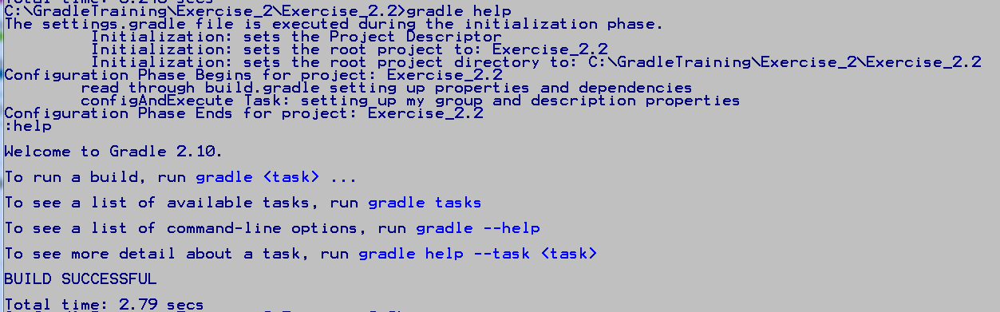 C:\GradleTraining\Exercise_2\Exercise_2.2>gradle help
The settings.gradle file is executed during the initialization phase.
Initialization: sets the Project Descriptor
Initialization: sets the root project to: Exercise_2.2
Initialization: sets the root project directory to: C:\GradleTraining\Exercise_2\Exercise_2.2
Configuration Phase Begins for project: Exercise_2.2
read through build.gradle setting up properties and dependencies
configAndExecute Task: setting up my group and description properties
Configuration Phase Ends for project: Exercise_2.2
:help
Welcome to Gradle 2.10.
To run a build, run gradle <task> ...
To see a list of available tasks, run gradle tasks
To see a list of command-line options, run gradle --help
To see more detail about a task, run gradle help --task <task>
BUILD SUCCESSFUL
Total time: 2.79 secs